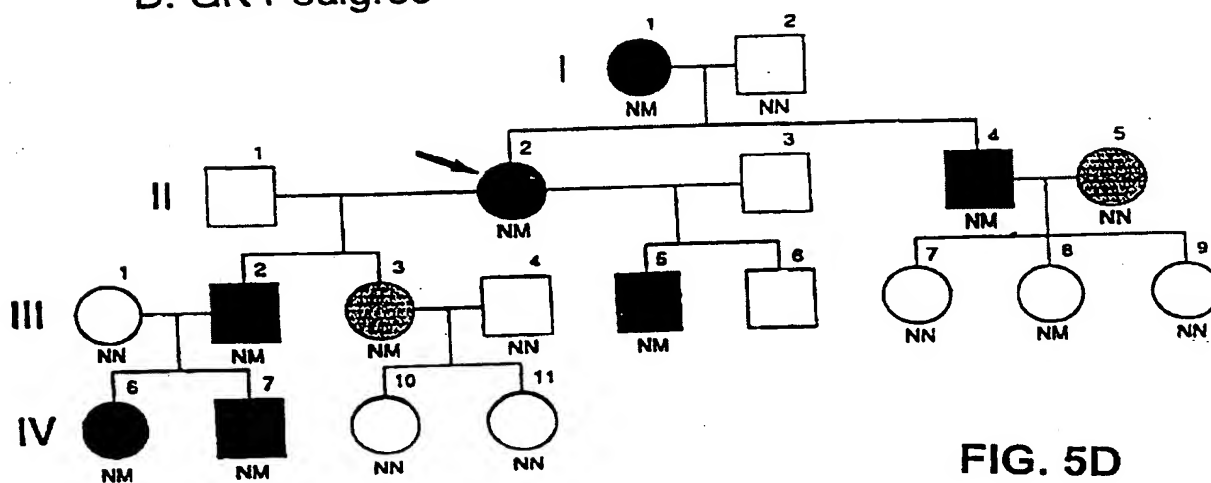 1 2
I
NM NN
1 2 3 4 5
II
NM NM NN
1 2 3 4 5 6 7 8 9
III
NN NM NM NN NM NN NM NN
6 7 10 11
IV
NM NM NN NN
FIG. 5D